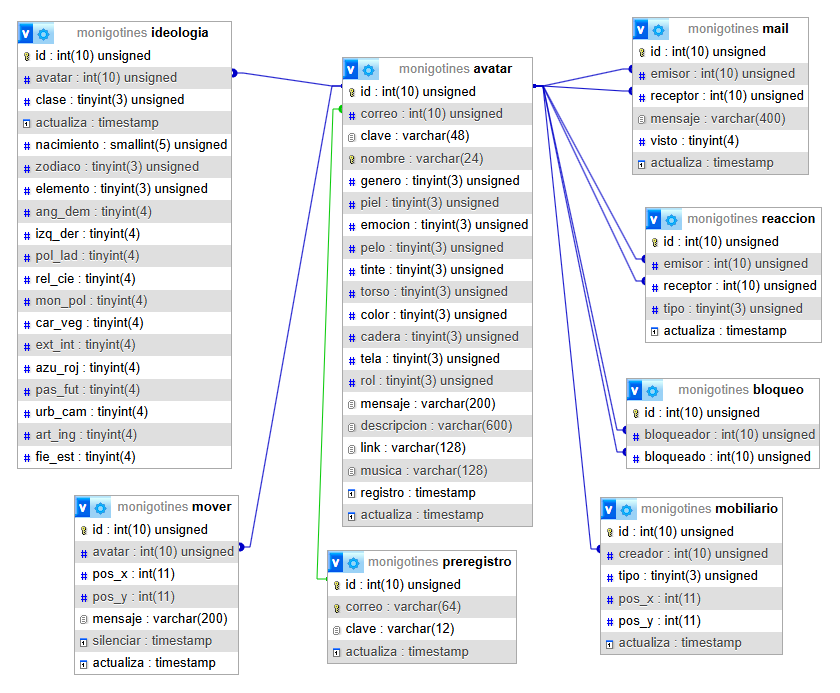 monigotines ideologia
id : int(10) unsigned
avatar : int(10) unsigned
clase : tinyint(3) unsigned
actualiza : timestamp
nacimiento : smallint(5) unsigned
zodiaco : tinyint(3) unsigned
elemento : tinyint(3) unsigned
ang_dem : tinyint(4)
izq_der : tinyint(4)
pol_lad : tinyint(4)
rel_cie : tinyint(4)
mon_pol : tinyint(4)
car_veg : tinyint(4)
ext_int : tinyint(4)
azu_roj : tinyint(4)
pas_fut : tinyint(4)
urb_cam : tinyint(4)
art_ing : tinyint(4)
fie_est : tinyint(4)
monigotines mover
id : int(10) unsigned
avatar : int(10) unsigned
pos_x : int(11)
pos_y : int(11)
mensaje : varchar(200)
silenciar : timestamp
actualiza : timestamp
monigotines avatar
id : int(10) unsigned
correo : int(10) unsigned
clave : varchar(48)
nombre : varchar(24)
genero : tinyint(3) unsigned
piel : tinyint(3) unsigned
emocion : tinyint(3) unsigned
pelo : tinyint(3) unsigned
tinte : tinyint(3) unsigned
torso : tinyint(3) unsigned
color : tinyint(3) unsigned
cadera : tinyint(3) unsigned
tela : tinyint(3) unsigned
rol : tinyint(3) unsigned
mensaje : varchar(200)
descripcion : varchar(600)
link : varchar(128)
musica : varchar(128)
registro : timestamp
actualiza : timestamp
monigotines preregistro
id : int(10) unsigned
correo : varchar(64)
clave : varchar(12)
actualiza : timestamp
monigotines mail
id : int(10) unsigned
emisor : int(10) unsigned
receptor : int(10) unsigned
mensaje : varchar(400)
visto : tinyint(4)
actualiza : timestamp
monigotines reaccion
id : int(10) unsigned
emisor : int(10) unsigned
receptor : int(10) unsigned
tipo : tinyint(3) unsigned
actualiza : timestamp
monigotines bloqueo
id : int(10) unsigned
bloqueador : int(10) unsigned
bloqueado : int(10) unsigned
monigotines mobiliario
id : int(10) unsigned
creador : int(10) unsigned
tipo : tinyint(3) unsigned
pos_x : int(11)
pos_y : int(11)
actualiza : timestamp